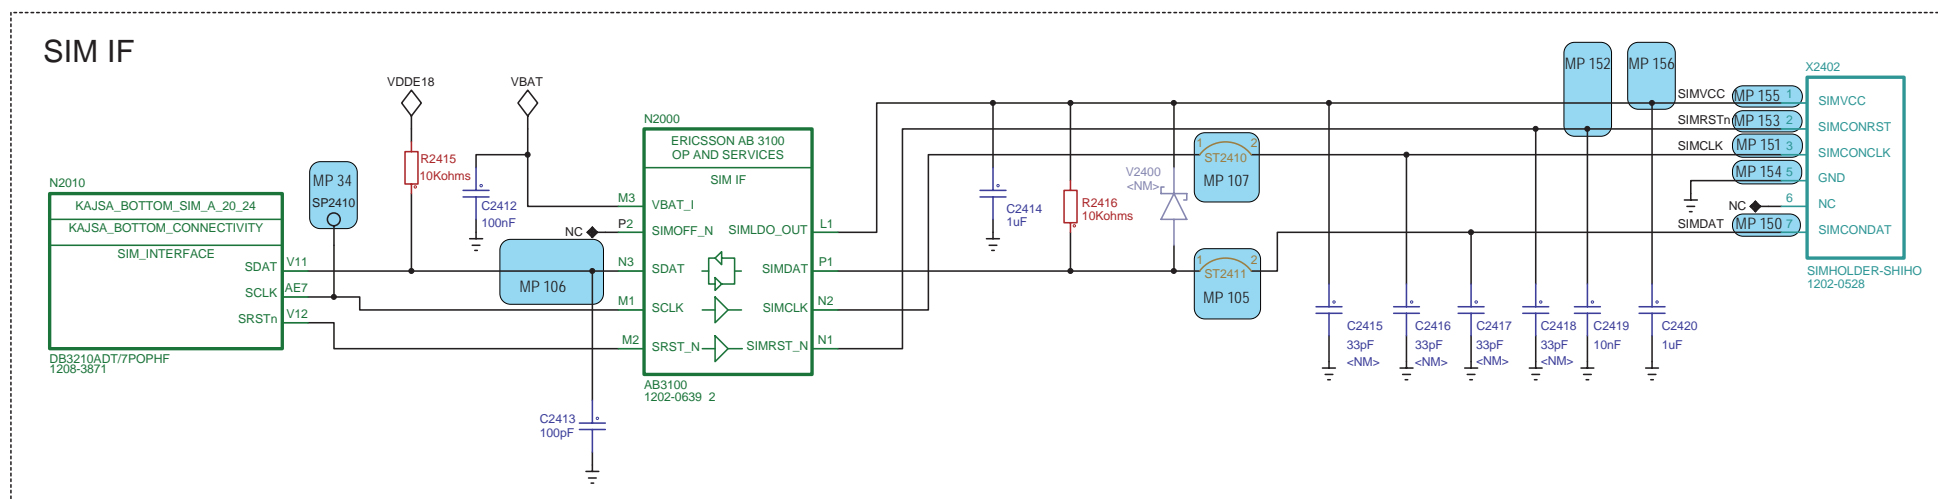 SIM IF
VDDE18
VBAT
R2415
10Kohms
C2412
100nF
MP 34
SP2410
N2010
KAJSA_BOTTOM_SIM_A_20_24
KAJSA_BOTTOM_CONNECTIVITY
SIM_INTERFACE
SDAT V11
SCLK AE7
SRSTn V12
DB3210ADT/7POPHF
1208-3871
MP 106
C2413
100pF
NC
N2000
ERICSSON AB 3100
OP AND SERVICES
SIM IF
M3 VBAT_I
P2 SIMOFF_N SIMLDO_OUT L1
N3 SDAT SIMDAT P1
M1 SCLK SIMCLK N2
M2 SRST_N SIMRST_N N1
AB3100
1202-0639 2
C2414
1uF
R2416
10Kohms
V2400
<NM>
1 2
ST2410
MP 107
1 2
ST2411
MP 105
C2415
33pF
<NM>
C2416
33pF
<NM>
C2417
33pF
<NM>
C2418
33pF
<NM>
C2419
10nF
C2420
1uF
MP 152
MP 156
X2402
SIMVCC MP 155 1 SIMVCC
SIMRSTn MP 153 2 SIMCONRST
SIMCLK MP 151 3 SIMCONCLK
MP 154 5 GND
NC 6 NC
SIMDAT MP 150 7 SIMCONDAT
SIMHOLDER-SHIHO
1202-0528